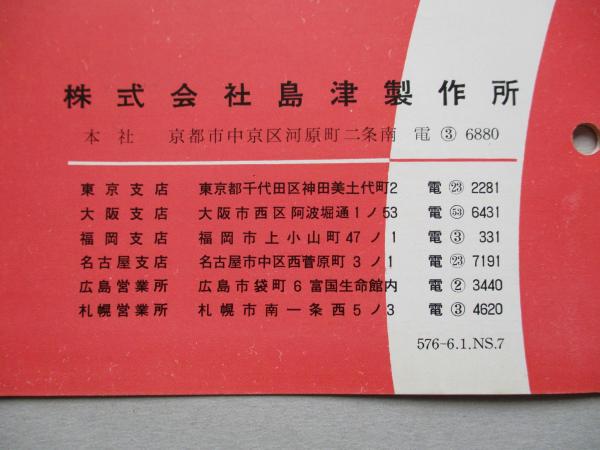 株式会社島津製作所
本社 京都市中京区河原町二条南 電 ③ 6880
東京支店 東京都千代田区神田美土代町2 電 ㉓ 2281
大阪支店 大阪市西区阿波堀通1ノ53 電 53 6431
福岡支店 福岡市上小山町47ノ1 電 ③ 331
名古屋支店 名古屋市中区西菅原町3ノ1 電 ㉓ 7191
広島営業所 広島市袋町6富国生命館内 電 ② 3440
札幌営業所 札幌市南一条西5ノ3 電 ③ 4620
576-6.1.NS.7